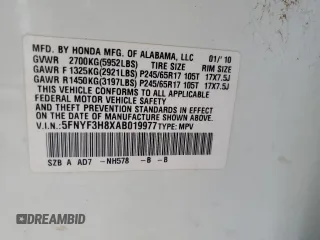 MFD. BY HONDA MFG. OF ALABAMA, LLC 01/'10
GVWR 2700KG(5952LBS) TIRE SIZE RIM SIZE
GAWR F 1325KG(2921LBS) P245/65R17 105T 17X7.5J
GAWR R 1450KG(3197LBS) P245/65R17 105T 17X7.5J
THIS VEHICLE CONFORMS TO ALL APPLICABLE FEDERAL MOTOR
VEHICLE SAFETY AND THEFT PREVENTION STANDARDS IN EFFECT
ON THE DATE OF MANUFACTURE SHOWN ABOVE.
V.I.N.: 5FNYF3H8XAB019977 TYPE: MPV
SZB A AD7 -NH578 -B -B
© DREAMBID